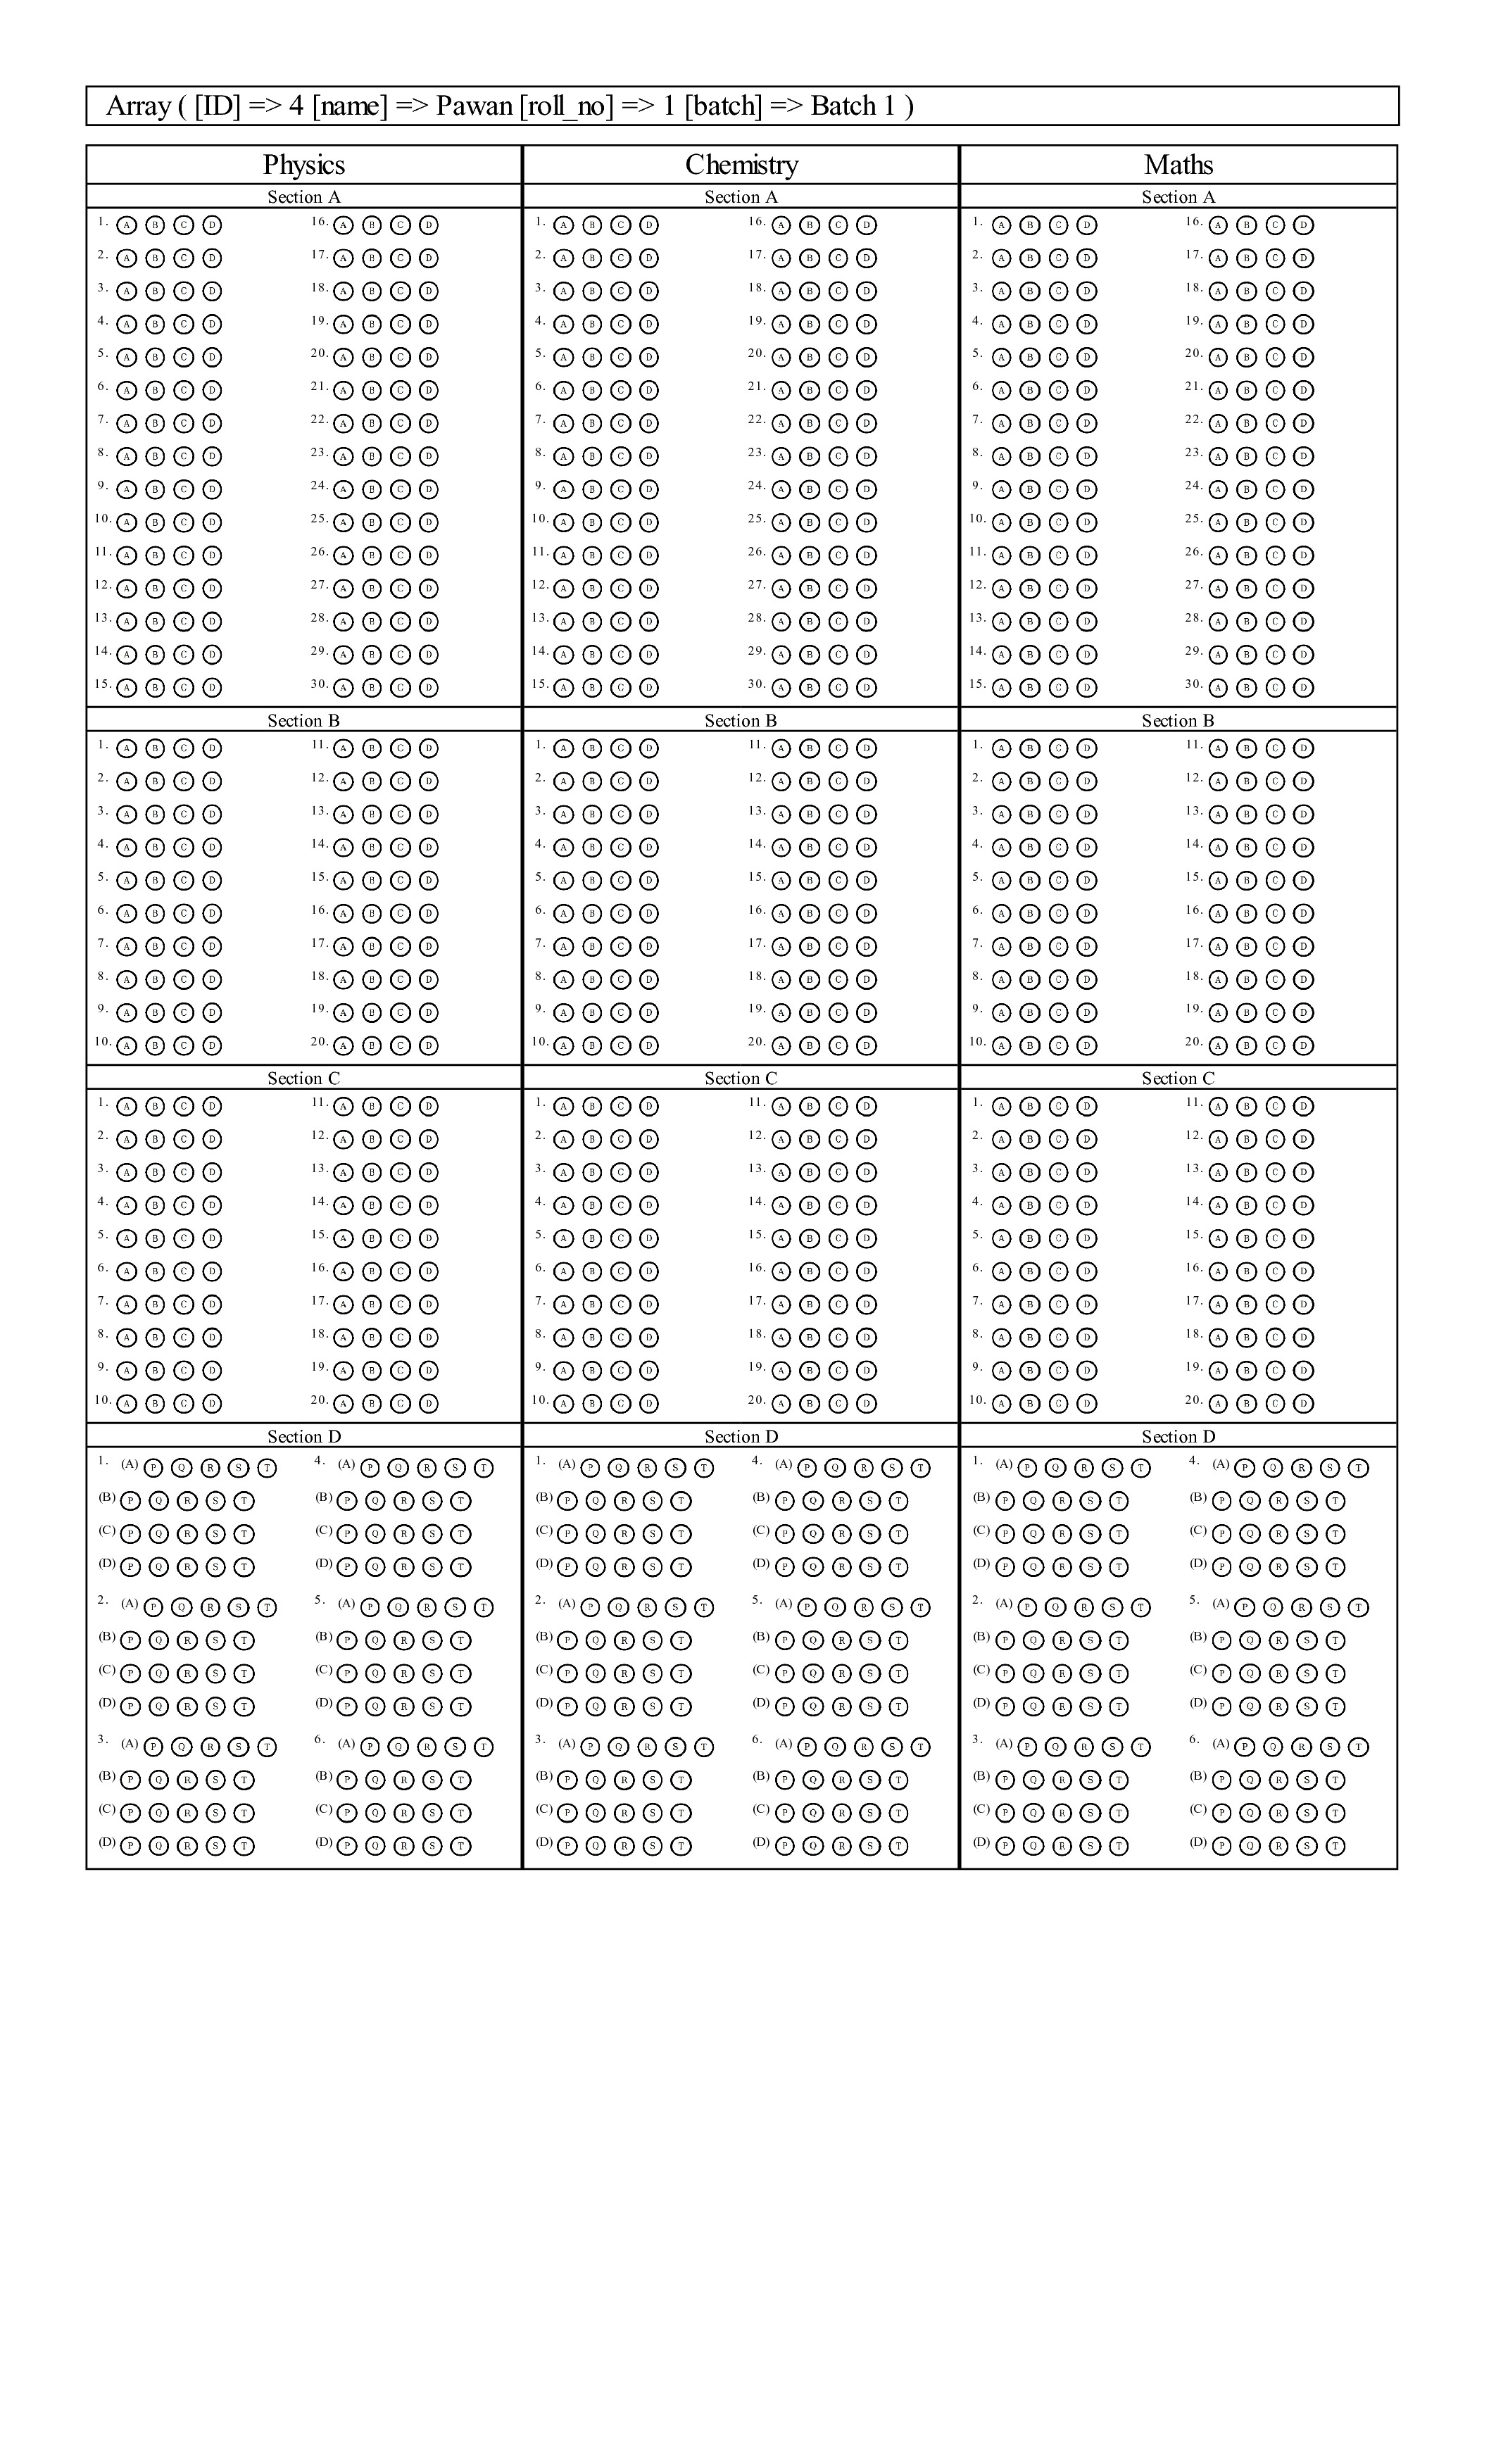 Array ( [ID] => 4 [name] => Pawan [roll_no] => 1 [batch] => Batch 1 )
Physics Chemistry Maths
Section A Section A Section A
1. A B C D 16. A B C D 1. A B C D 16. A B C D 1. A B C D 16. A B C D
2. A B C D 17. A B C D 2. A B C D 17. A B C D 2. A B C D 17. A B C D
3. A B C D 18. A B C D 3. A B C D 18. A B C D 3. A B C D 18. A B C D
4. A B C D 19. A B C D 4. A B C D 19. A B C D 4. A B C D 19. A B C D
5. A B C D 20. A B C D 5. A B C D 20. A B C D 5. A B C D 20. A B C D
6. A B C D 21. A B C D 6. A B C D 21. A B C D 6. A B C D 21. A B C D
7. A B C D 22. A B C D 7. A B C D 22. A B C D 7. A B C D 22. A B C D
8. A B C D 23. A B C D 8. A B C D 23. A B C D 8. A B C D 23. A B C D
9. A B C D 24. A B C D 9. A B C D 24. A B C D 9. A B C D 24. A B C D
10. A B C D 25. A B C D 10. A B C D 25. A B C D 10. A B C D 25. A B C D
11. A B C D 26. A B C D 11. A B C D 26. A B C D 11. A B C D 26. A B C D
12. A B C D 27. A B C D 12. A B C D 27. A B C D 12. A B C D 27. A B C D
13. A B C D 28. A B C D 13. A B C D 28. A B C D 13. A B C D 28. A B C D
14. A B C D 29. A B C D 14. A B C D 29. A B C D 14. A B C D 29. A B C D
15. A B C D 30. A B C D 15. A B C D 30. A B C D 15. A B C D 30. A B C D
Section B Section B Section B
1. A B C D 11. A B C D 1. A B C D 11. A B C D 1. A B C D 11. A B C D
2. A B C D 12. A B C D 2. A B C D 12. A B C D 2. A B C D 12. A B C D
3. A B C D 13. A B C D 3. A B C D 13. A B C D 3. A B C D 13. A B C D
4. A B C D 14. A B C D 4. A B C D 14. A B C D 4. A B C D 14. A B C D
5. A B C D 15. A B C D 5. A B C D 15. A B C D 5. A B C D 15. A B C D
6. A B C D 16. A B C D 6. A B C D 16. A B C D 6. A B C D 16. A B C D
7. A B C D 17. A B C D 7. A B C D 17. A B C D 7. A B C D 17. A B C D
8. A B C D 18. A B C D 8. A B C D 18. A B C D 8. A B C D 18. A B C D
9. A B C D 19. A B C D 9. A B C D 19. A B C D 9. A B C D 19. A B C D
10. A B C D 20. A B C D 10. A B C D 20. A B C D 10. A B C D 20. A B C D
Section C Section C Section C
1. A B C D 11. A B C D 1. A B C D 11. A B C D 1. A B C D 11. A B C D
2. A B C D 12. A B C D 2. A B C D 12. A B C D 2. A B C D 12. A B C D
3. A B C D 13. A B C D 3. A B C D 13. A B C D 3. A B C D 13. A B C D
4. A B C D 14. A B C D 4. A B C D 14. A B C D 4. A B C D 14. A B C D
5. A B C D 15. A B C D 5. A B C D 15. A B C D 5. A B C D 15. A B C D
6. A B C D 16. A B C D 6. A B C D 16. A B C D 6. A B C D 16. A B C D
7. A B C D 17. A B C D 7. A B C D 17. A B C D 7. A B C D 17. A B C D
8. A B C D 18. A B C D 8. A B C D 18. A B C D 8. A B C D 18. A B C D
9. A B C D 19. A B C D 9. A B C D 19. A B C D 9. A B C D 19. A B C D
10. A B C D 20. A B C D 10. A B C D 20. A B C D 10. A B C D 20. A B C D
Section D Section D Section D
1. (A) P Q R S T 4. (A) P Q R S T 1. (A) P Q R S T 4. (A) P Q R S T 1. (A) P Q R S T 4. (A) P Q R S T
(B) P Q R S T (B) P Q R S T (B) P Q R S T (B) P Q R S T (B) P Q R S T (B) P Q R S T
(C) P Q R S T (C) P Q R S T (C) P Q R S T (C) P Q R S T (C) P Q R S T (C) P Q R S T
(D) P Q R S T (D) P Q R S T (D) P Q R S T (D) P Q R S T (D) P Q R S T (D) P Q R S T
2. (A) P Q R S T 5. (A) P Q R S T 2. (A) P Q R S T 5. (A) P Q R S T 2. (A) P Q R S T 5. (A) P Q R S T
(B) P Q R S T (B) P Q R S T (B) P Q R S T (B) P Q R S T (B) P Q R S T (B) P Q R S T
(C) P Q R S T (C) P Q R S T (C) P Q R S T (C) P Q R S T (C) P Q R S T (C) P Q R S T
(D) P Q R S T (D) P Q R S T (D) P Q R S T (D) P Q R S T (D) P Q R S T (D) P Q R S T
3. (A) P Q R S T 6. (A) P Q R S T 3. (A) P Q R S T 6. (A) P Q R S T 3. (A) P Q R S T 6. (A) P Q R S T
(B) P Q R S T (B) P Q R S T (B) P Q R S T (B) P Q R S T (B) P Q R S T (B) P Q R S T
(C) P Q R S T (C) P Q R S T (C) P Q R S T (C) P Q R S T (C) P Q R S T (C) P Q R S T
(D) P Q R S T (D) P Q R S T (D) P Q R S T (D) P Q R S T (D) P Q R S T (D) P Q R S T